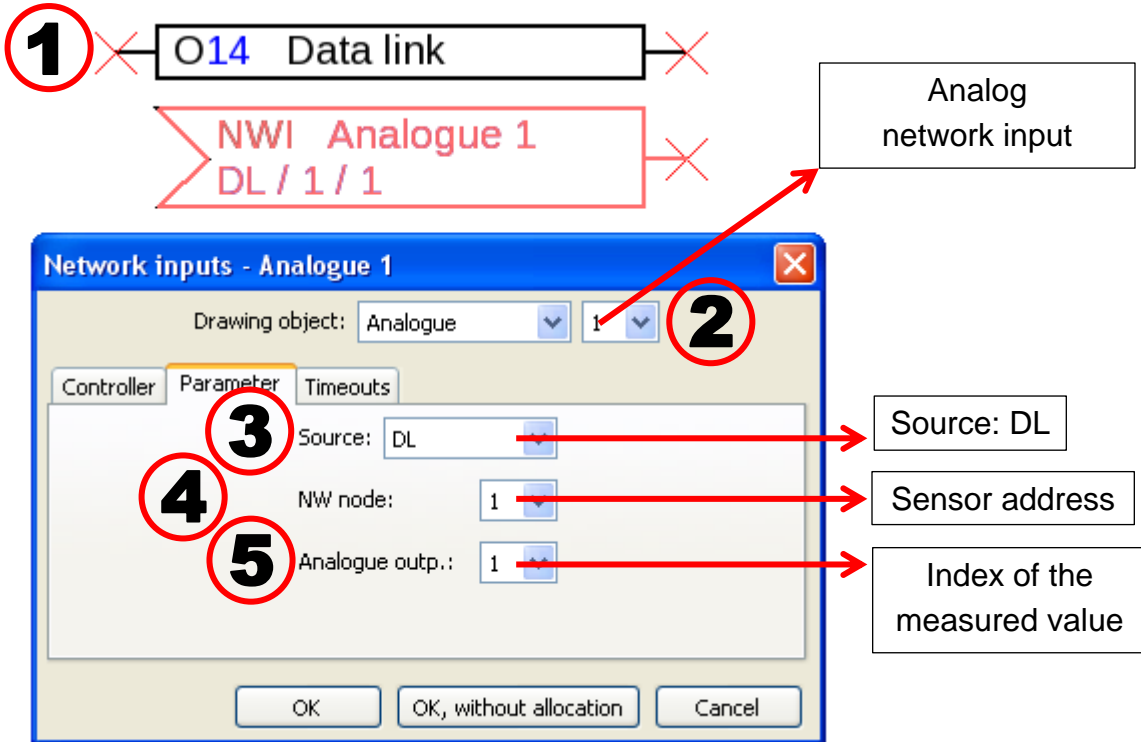 1
O14 Data link
NWI Analogue 1
DL / 1 / 1
Analog
network input
Network inputs - Analogue 1
Drawing object: Analogue 1
2
Controller Parameter Timeouts
3 Source: DL
Source: DL
4 NW node: 1
Sensor address
5 Analogue outp.: 1
Index of the
measured value
OK OK, without allocation Cancel